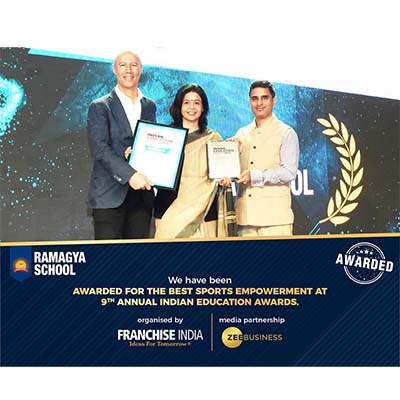 OOL
RAMAGYA
SCHOOL
AWARDED
We have been
AWARDED FOR THE BEST SPORTS EMPOWERMENT AT
9TH ANNUAL INDIAN EDUCATION AWARDS.
organised by
media partnership
FRANCHISE INDIA
Ideas For Tomorrow
ZEEBUSINESS